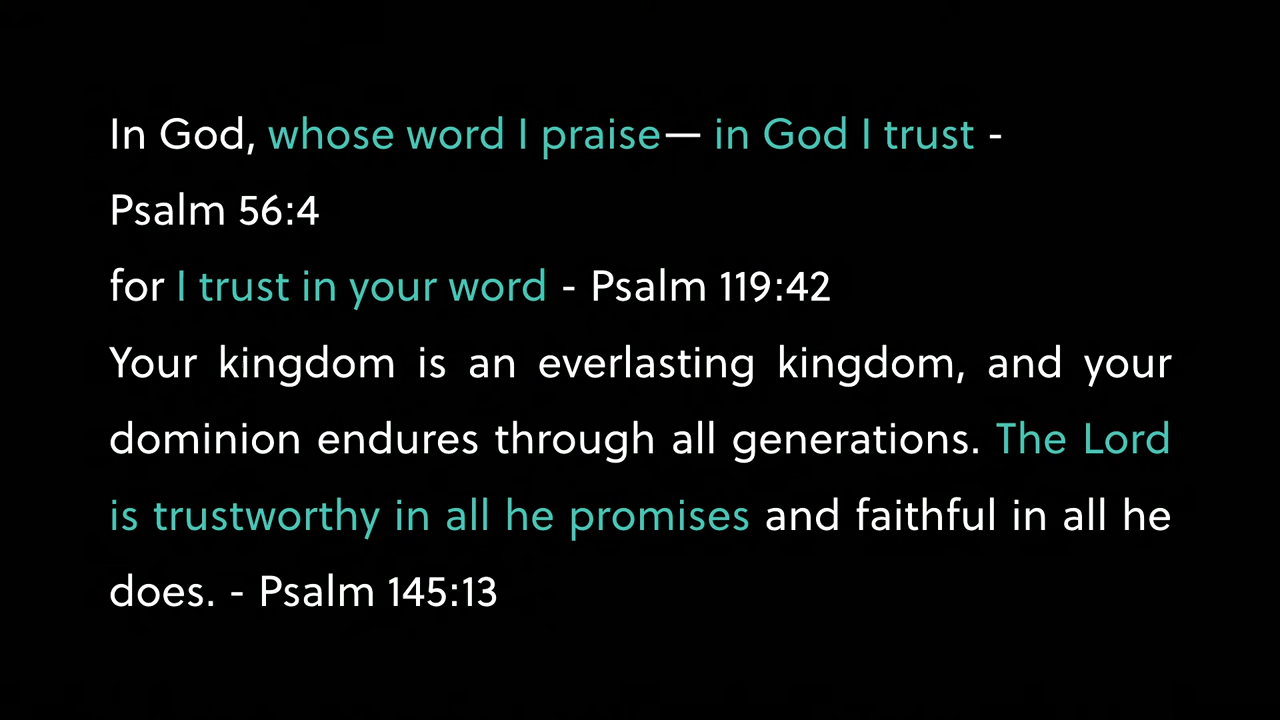 In God, whose word I praise— in God I trust -
Psalm 56:4
for I trust in your word - Psalm 119:42
Your kingdom is an everlasting kingdom, and your
dominion endures through all generations. The Lord
is trustworthy in all he promises and faithful in all he
does. - Psalm 145:13